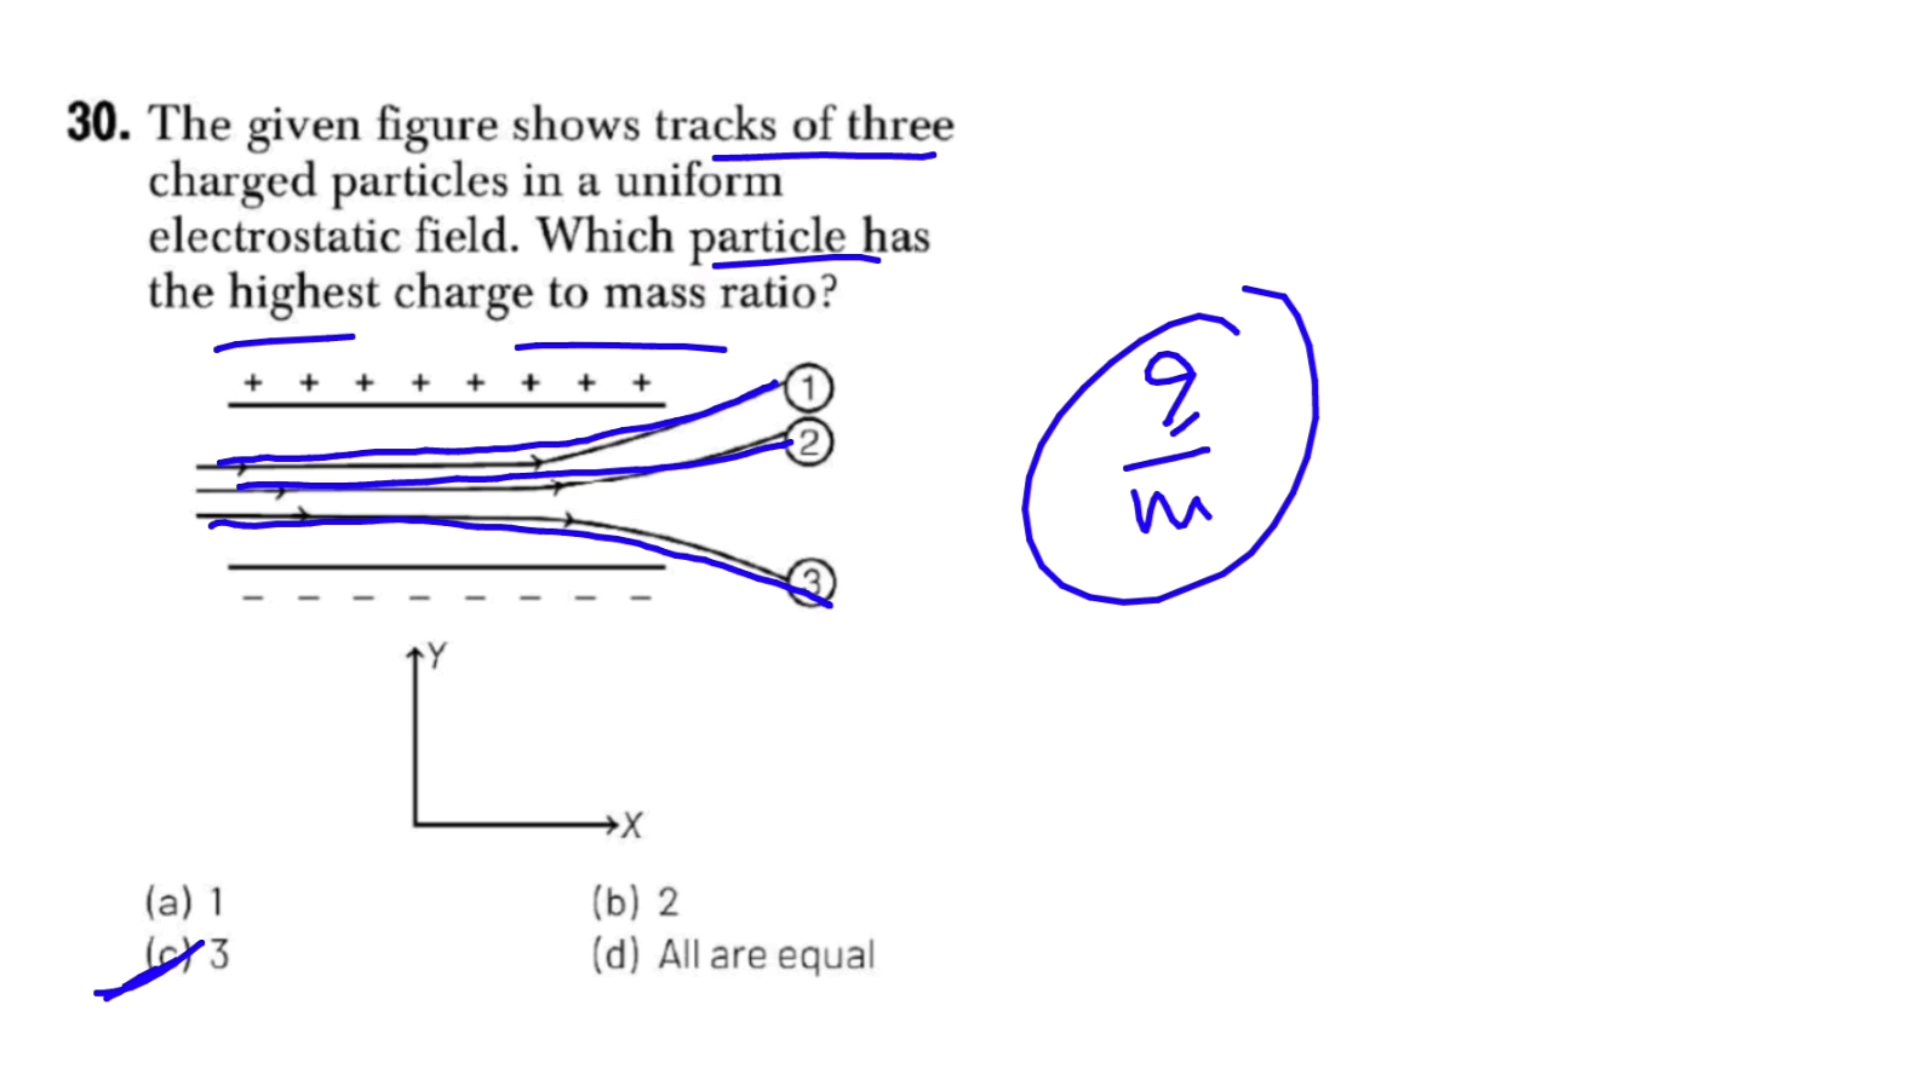 30. The given figure shows tracks of three
charged particles in a uniform
electrostatic field. Which particle has
the highest charge to mass ratio?
+ + + + + + + +
1
2
3
− − − − − − − −
q
m
Y
X
(a) 1 (b) 2
(c) 3 (d) All are equal